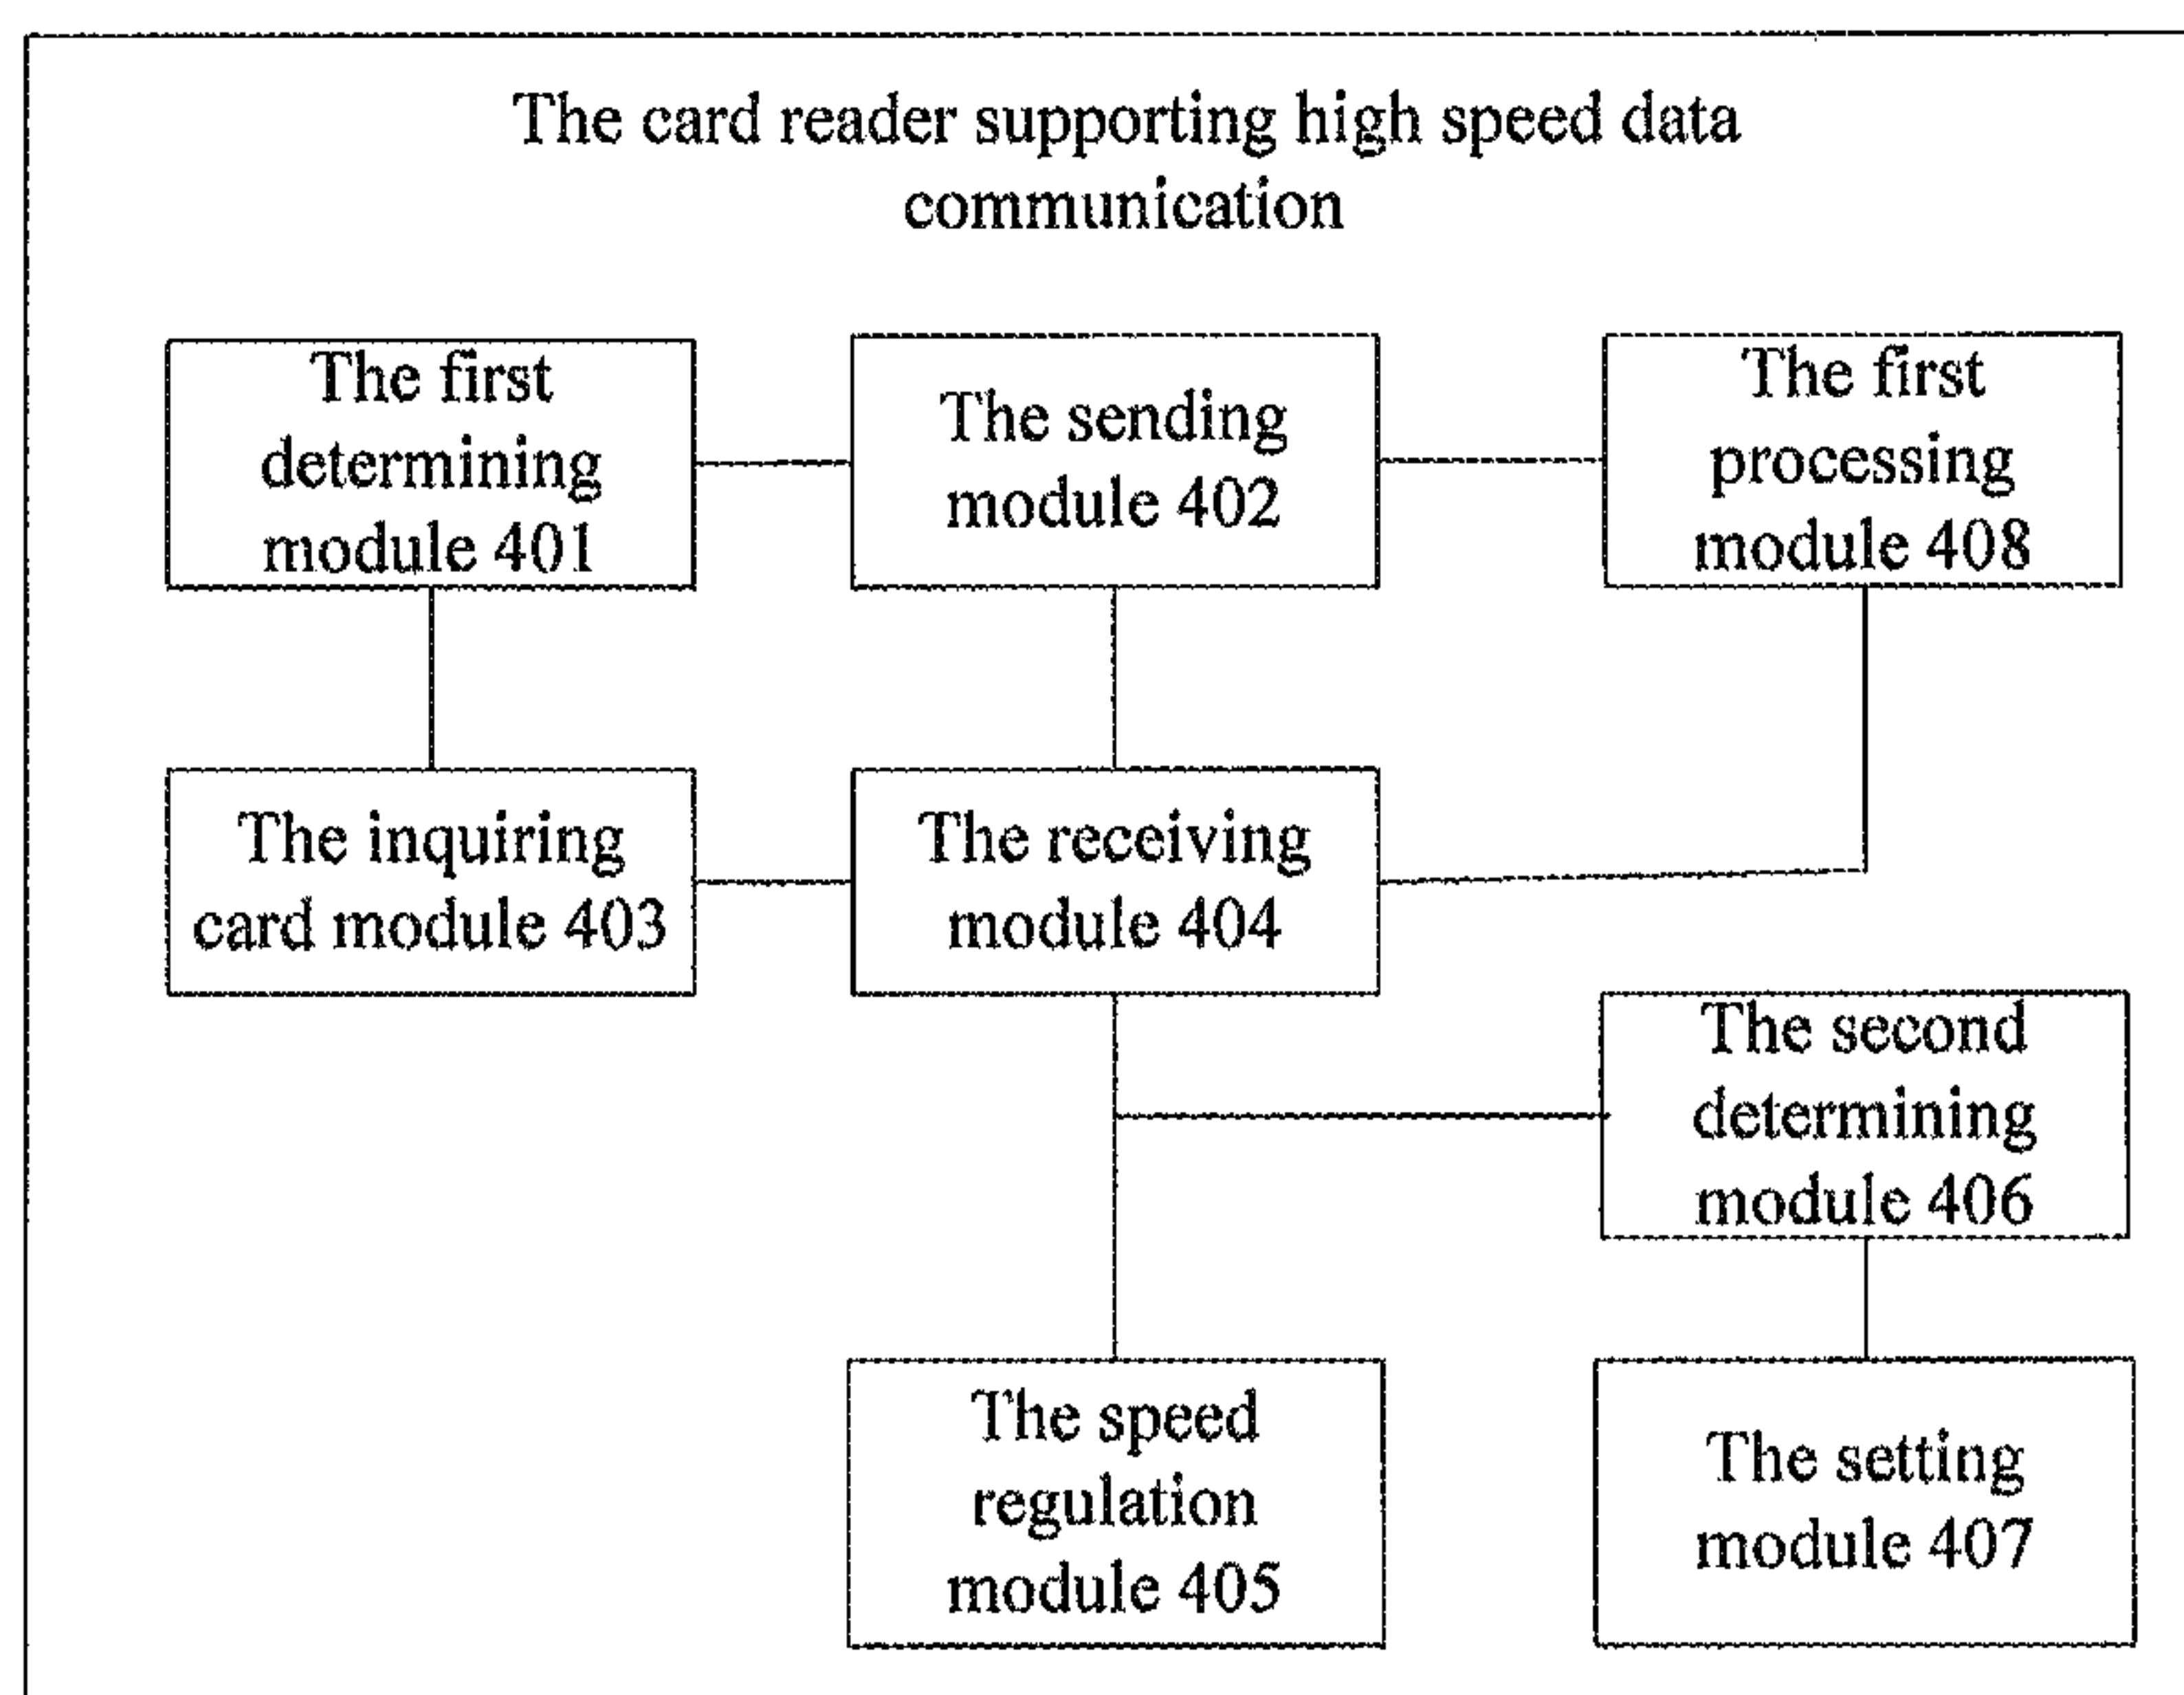 The card reader supporting high speed data
communication
The first
determining
module 401
The sending
module 402
The first
processing
module 408
The inquiring
card module 403
The receiving
module 404
The second
determining
module 406
The speed
regulation
module 405
The setting
module 407